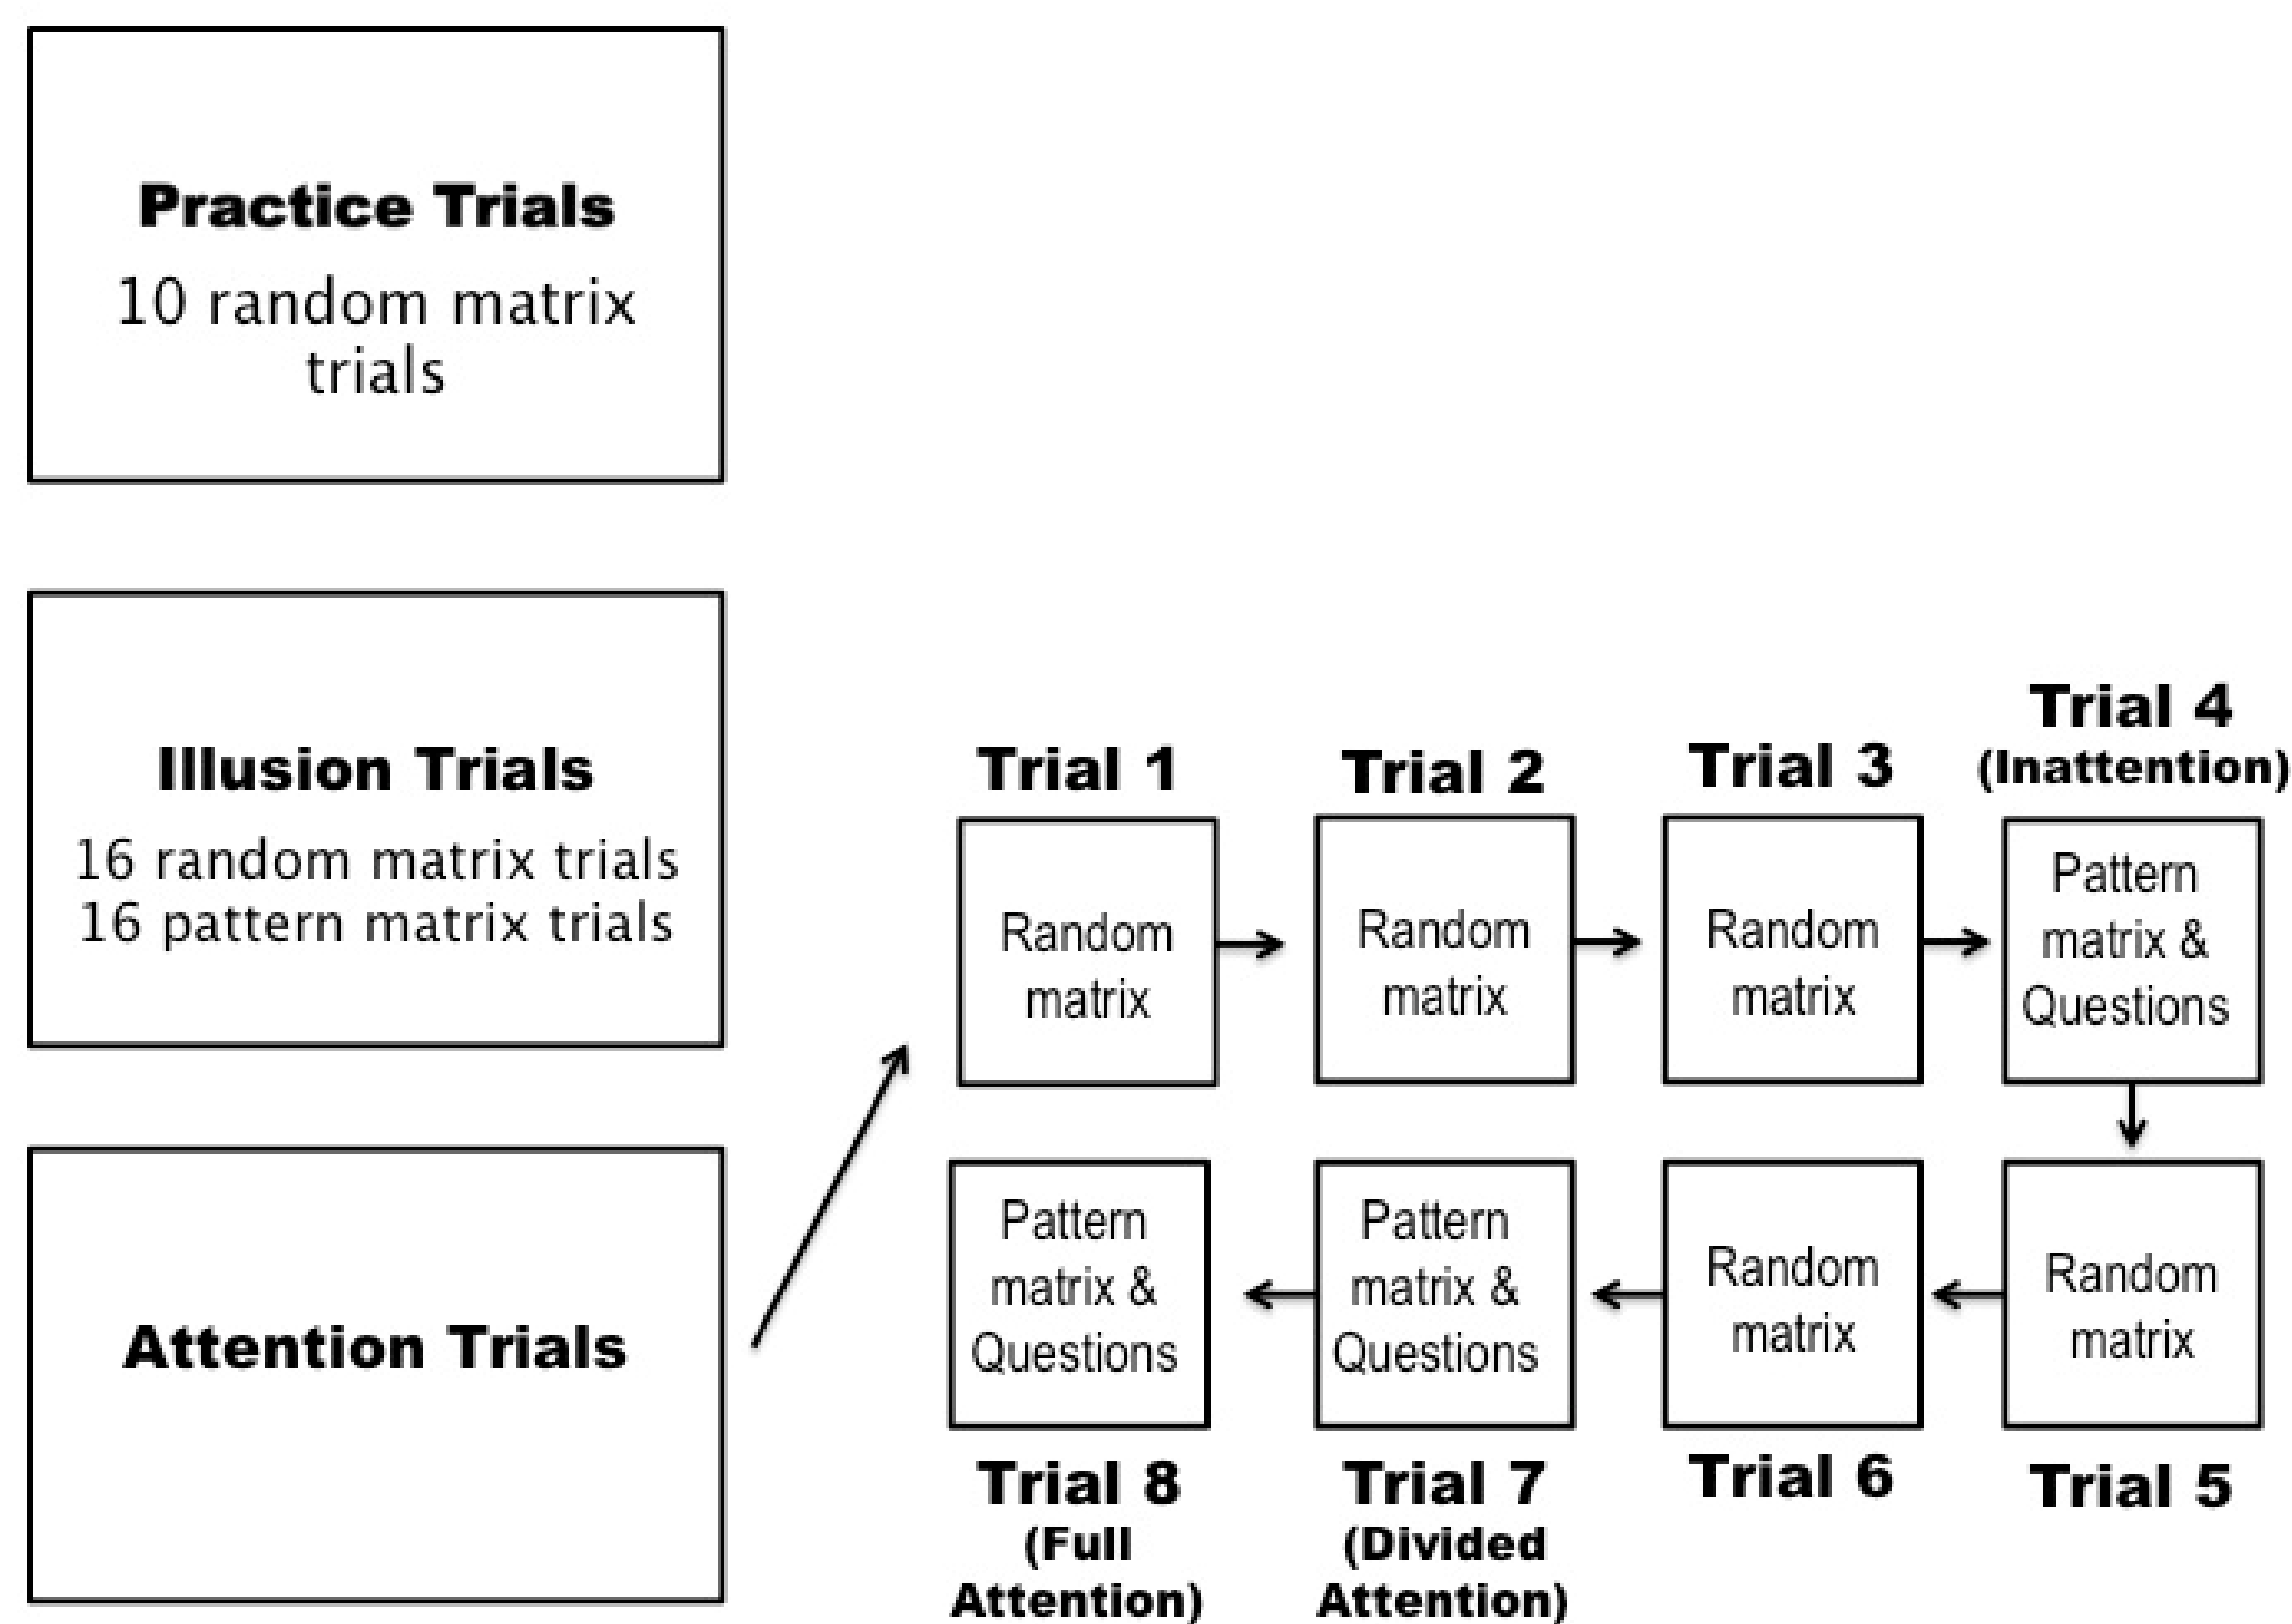 Practice Trials
10 random matrix
trials
Illusion Trials
16 random matrix trials
16 pattern matrix trials
Attention Trials
Trial 1
Random
matrix
Trial 2
Random
matrix
Trial 3
Random
matrix
Trial 4
(Inattention)
Pattern
matrix &
Questions
Random
matrix
Trial 5
Random
matrix
Trial 6
Pattern
matrix &
Questions
Trial 7
(Divided
Attention)
Pattern
matrix &
Questions
Trial 8
(Full
Attention)